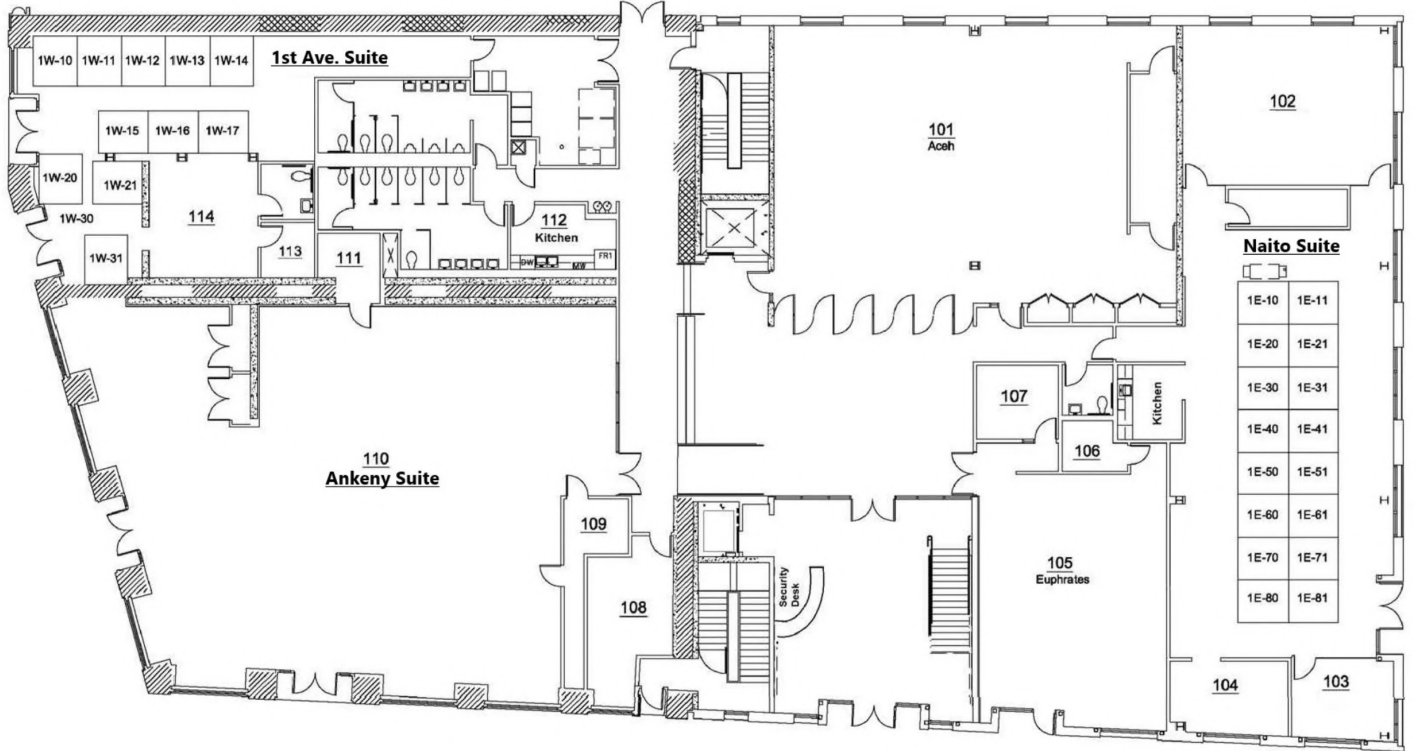 1st Ave. Suite
1W-10 1W-11 1W-12 1W-13 1W-14
1W-15 1W-16 1W-17
1W-20 1W-21
1W-30
1W-31
114
113
111
112
Kitchen
DW
MW
FR1
101
Aceh
102
Naito Suite
1E-10 1E-11
1E-20 1E-21
1E-30 1E-31
1E-40 1E-41
1E-50 1E-51
1E-60 1E-61
1E-70 1E-71
1E-80 1E-81
107
106
Kitchen
110
Ankeny Suite
109
108
Security
Desk
105
Euphrates
104
103